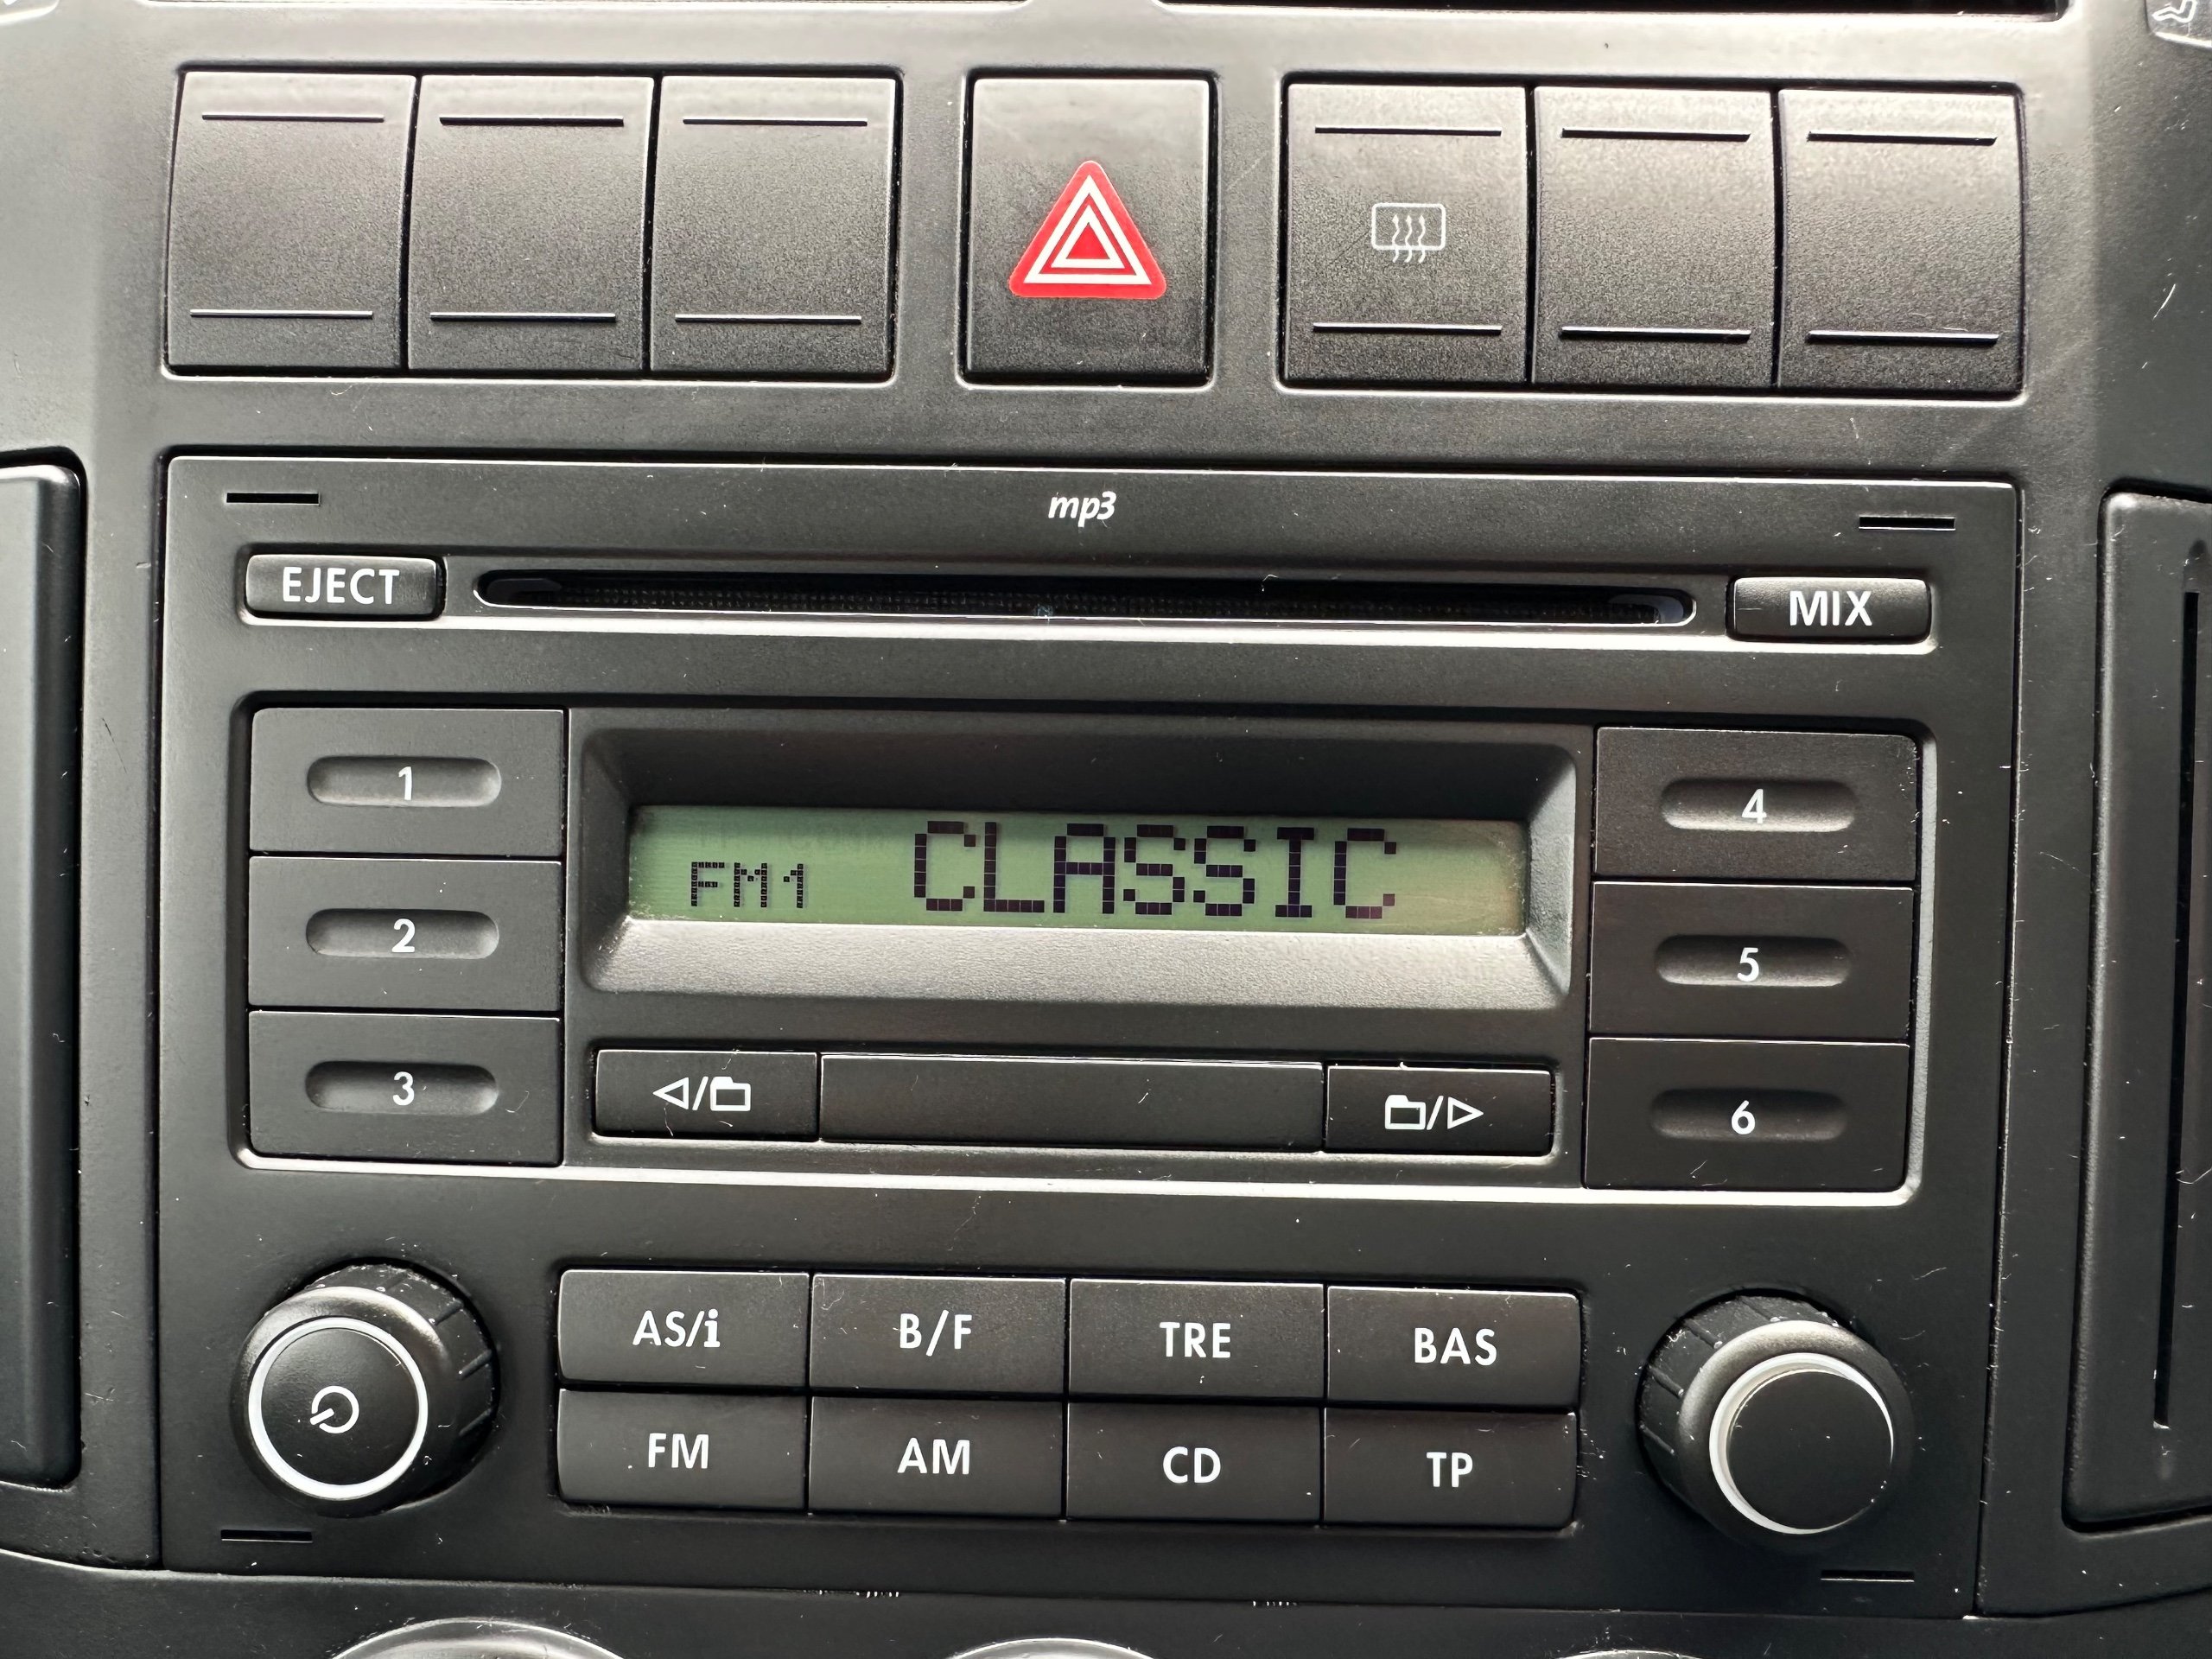 mp3
EJECT MIX
1 4
FM1 CLASSIC
2 5
3 6
AS/i B/F TRE BAS
FM AM CD TP